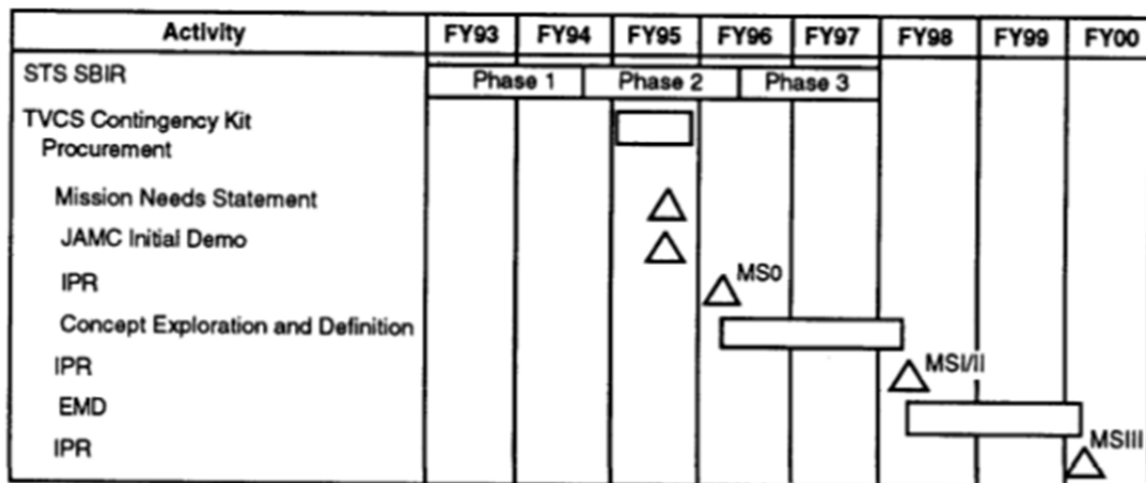 Activity FY93 FY94 FY95 FY96 FY97 FY98 FY99 FY00
STS SBIR Phase 1 Phase 2 Phase 3
TVCS Contingency Kit
Procurement
Mission Needs Statement
JAMC Initial Demo
IPR MS0
Concept Exploration and Definition
IPR MSI/II
EMD
IPR MSIII